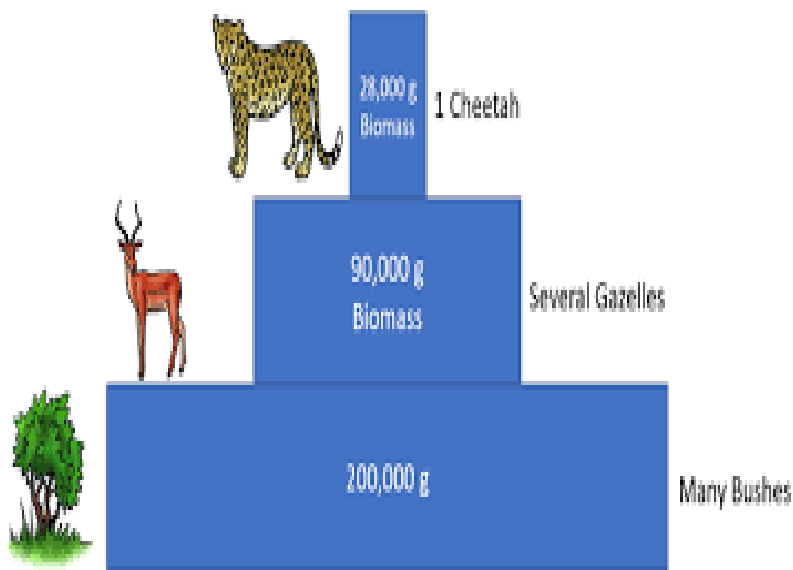 28,000 g
Biomass
1 Cheetah
90,000 g
Biomass
Several Gazelles
200,000 g
Many Bushes